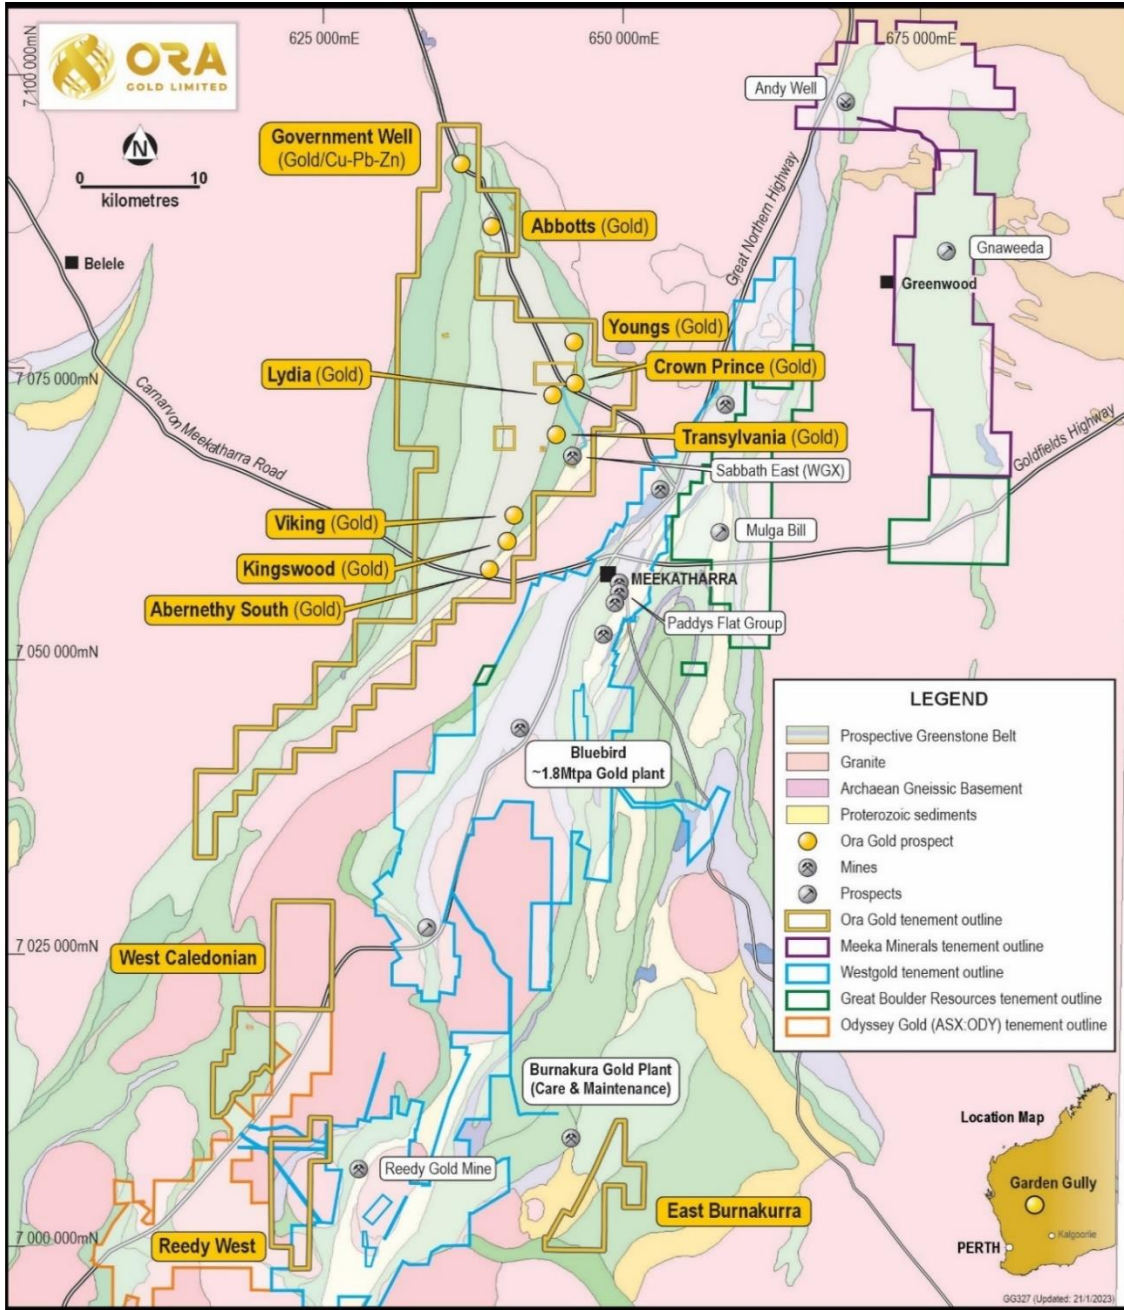 625 000mE
650 000mE
675 000mE
7 100 000mN
ORA
GOLD LIMITED
N
0 10
kilometres
Andy Well
Government Well
(Gold/Cu-Pb-Zn)
Abbotts (Gold)
Great Northern Highway
Gnaweeda
Belele
Greenwood
Youngs (Gold)
Crown Prince (Gold)
Lydia (Gold)
7 075 000mN
Carnarvon Meekatharra Road
Transylvania (Gold)
Goldfields Highway
Sabbath East (WGX)
Viking (Gold)
Mulga Bill
Kingswood (Gold)
MEEKATHARRA
Abernethy South (Gold)
Paddys Flat Group
7 050 000mN
Bluebird
~1.8Mtpa Gold plant
LEGEND
Prospective Greenstone Belt
Granite
Archaean Gneissic Basement
Proterozoic sediments
Ora Gold prospect
Mines
Prospects
Ora Gold tenement outline
Meeka Minerals tenement outline
Westgold tenement outline
Great Boulder Resources tenement outline
Odyssey Gold (ASX:ODY) tenement outline
7 025 000mN
West Caledonian
Burnakura Gold Plant
(Care & Maintenance)
Reedy Gold Mine
East Burnakurra
Reedy West
7 000 000mN
Location Map
Garden Gully
Kalgoorlie
PERTH
GG327 (Updated: 21/1/2023)